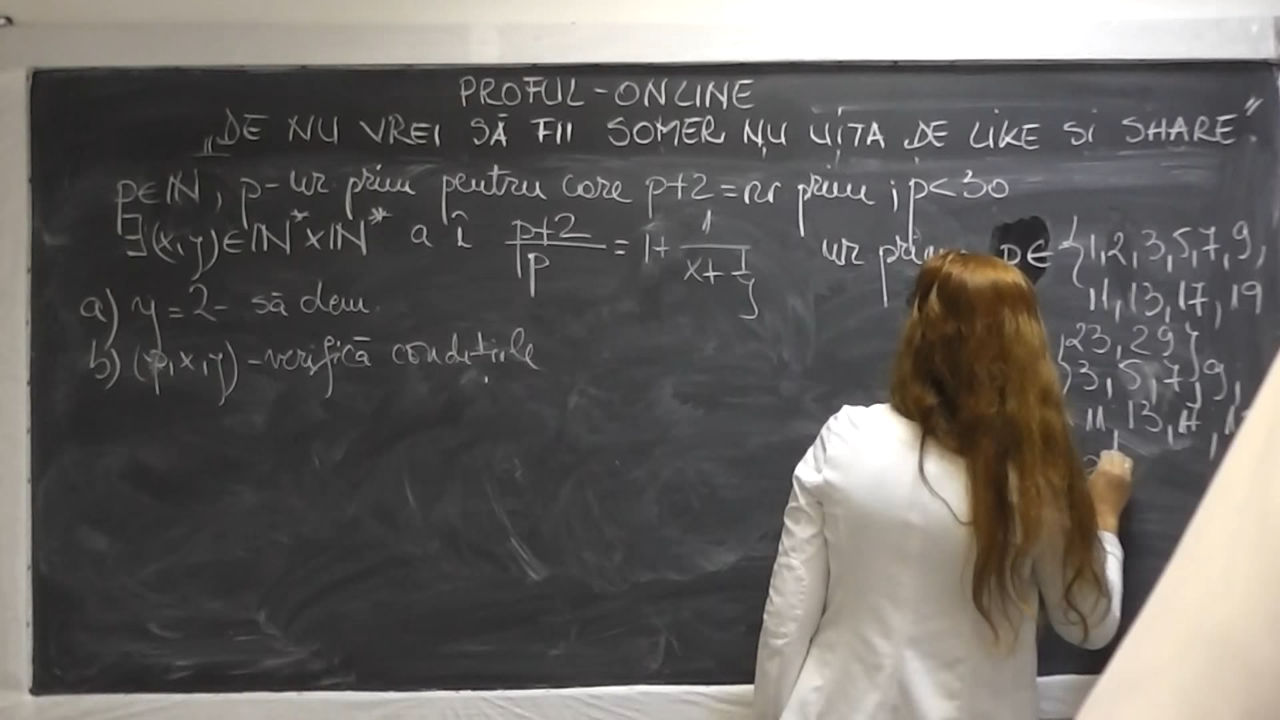 PROFUL-ONLINE
„DE NU VREI SĂ FII SOMER NU UITA DE LIKE SI SHARE”
p∈ℕ, p-nr prim pentru care p+2=nr prim ; p<30
∃(x,y)∈ℕ*×ℕ* a î (p+2)/p = 1+1/(x+1/y)
a) y=2- să dem.
b) (p,x,y)-verifică condițiile
nr prim p∈{1,2,3,5,7,9,
11,13,17,19
,23,29}
3,5,7,9,
11,13,17,